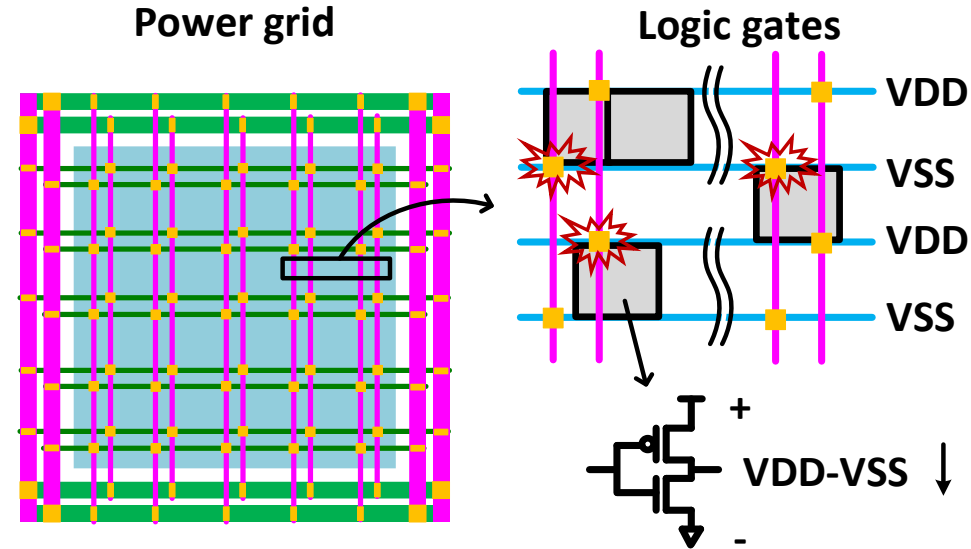 Power grid
Logic gates
VDD
VSS
VDD
VSS
+
VDD-VSS
-